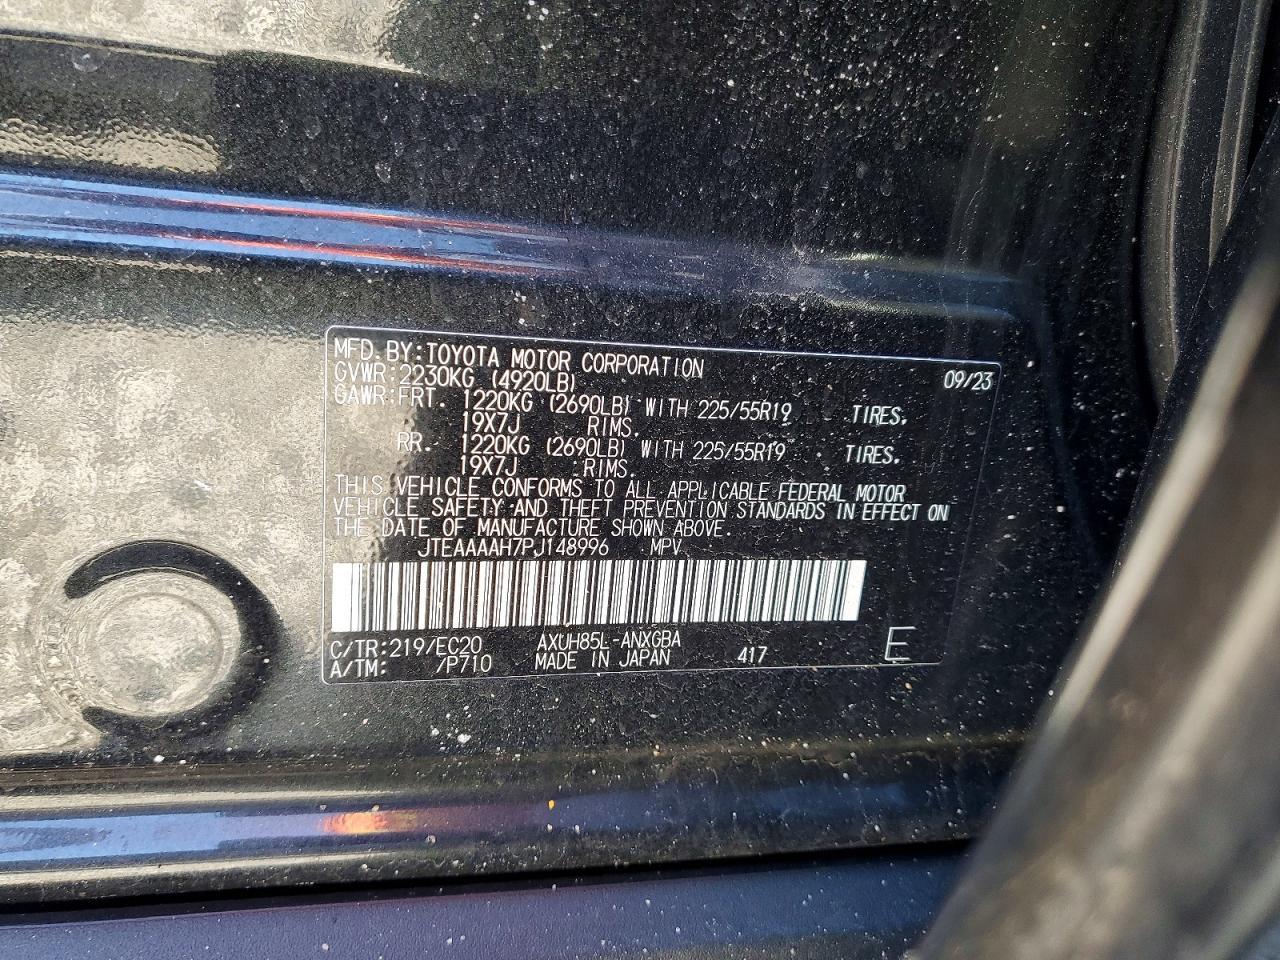 MFD. BY: TOYOTA MOTOR CORPORATION 09/23
GVWR: 2230KG (4920LB)
GAWR: FRT. 1220KG (2690LB) WITH 225/55R19 TIRES,
19X7J RIMS.
RR. 1220KG (2690LB) WITH 225/55R19 TIRES,
19X7J RIMS.
THIS VEHICLE CONFORMS TO ALL APPLICABLE FEDERAL MOTOR
VEHICLE SAFETY AND THEFT PREVENTION STANDARDS IN EFFECT ON
THE DATE OF MANUFACTURE SHOWN ABOVE.
JTEAAAAH7PJ148996 MPV
C/TR: 219/EC20 AXUH85L-ANXGBA
A/TM: /P710 MADE IN JAPAN 417 E